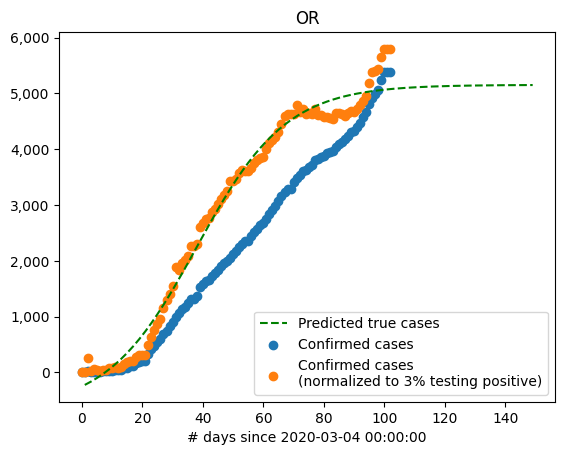 OR
6,000
5,000
4,000
3,000
2,000
1,000
0
Predicted true cases
Confirmed cases
Confirmed cases
(normalized to 3% testing positive)
0 20 40 60 80 100 120 140
# days since 2020-03-04 00:00:00